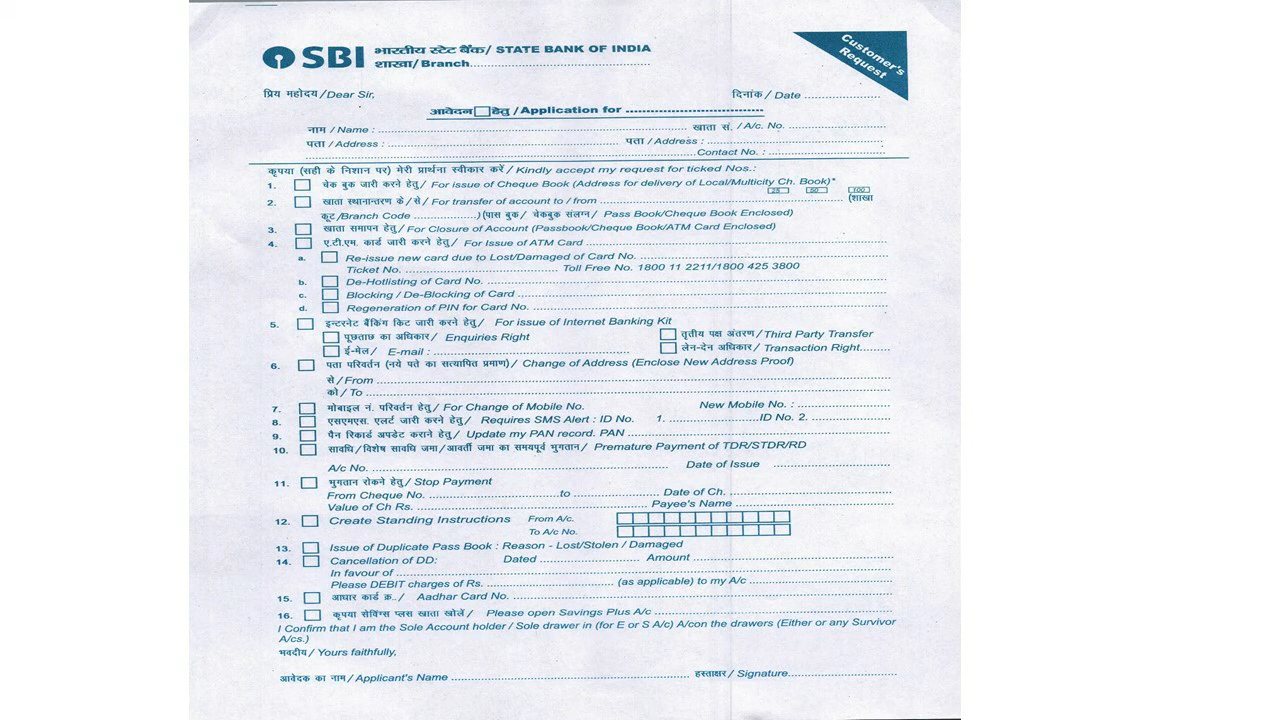 SBI भारतीय स्टेट बैंक/ STATE BANK OF INDIA
शाखा/Branch..............................
Customer's Request
प्रिय महोदय/Dear Sir,
दिनांक / Date ....................
आवेदन हेतु /Application for ..............................
नाम / Name : .............................. खाता सं. / A/c. No. ....................
पता / Address : .............................. पता / Address : ..............................
..............................Contact No. : ....................
कृपया (सही के निशान पर) मेरी प्रार्थना स्वीकार करें / Kindly accept my request for ticked Nos.:
1. चेक बुक जारी करने हेतु / For issue of Cheque Book (Address for delivery of Local/Multicity Ch. Book)*
25 50 100
2. खाता स्थानान्तरण के / से / For transfer of account to / from .............................. (शाखा
कूट /Branch Code ................) (पास बुक / चेकबुक संलग्न / Pass Book/Cheque Book Enclosed)
3. खाता समापन हेतु / For Closure of Account (Passbook/Cheque Book/ATM Card Enclosed)
4. ए.टी.एम. कार्ड जारी करने हेतु / For Issue of ATM Card ..............................
a. Re-issue new card due to Lost/Damaged of Card No. ..............................
Ticket No. .............................. Toll Free No. 1800 11 2211/1800 425 3800
b. De-Hotlisting of Card No. ..............................
c. Blocking / De-Blocking of Card ..............................
d. Regeneration of PIN for Card No. ..............................
5. इन्टरनेट बैंकिंग किट जारी करने हेतु / For issue of Internet Banking Kit
पूछताछ का अधिकार / Enquiries Right तृतीय पक्ष अंतरण / Third Party Transfer
ई-मेल / E-mail : .............................. लेन-देन अधिकार / Transaction Right........
6. पता परिवर्तन (नये पते का सत्यापित प्रमाण) / Change of Address (Enclose New Address Proof)
से / From ..............................
को / To ..............................
7. मोबाइल नं. परिवर्तन हेतु / For Change of Mobile No. New Mobile No. : ....................
8. एसएमएस. एलर्ट जारी करने हेतु / Requires SMS Alert : ID No. 1. ....................ID No. 2. ....................
9. पैन रिकार्ड अपडेट कराने हेतु / Update my PAN record. PAN ..............................
10. सावधि / विशेष सावधि जमा / आवर्ती जमा का समयपूर्व भुगतान / Premature Payment of TDR/STDR/RD
A/c No. .............................. Date of Issue ....................
11. भुगतान रोकने हेतु / Stop Payment
From Cheque No. ..............................to .................... Date of Ch. ....................
Value of Ch Rs. .............................. Payee's Name ....................
12. Create Standing Instructions From A/c.
To A/c No.
13. Issue of Duplicate Pass Book : Reason - Lost/Stolen / Damaged
14. Cancellation of DD: Dated .................... Amount ..............................
In favour of ..............................
Please DEBIT charges of Rs. .............................. (as applicable) to my A/c ....................
15. आधार कार्ड क्र.. / Aadhar Card No. ..............................
16. कृपया सेविंग्स प्लस खाता खोलें / Please open Savings Plus A/c ..............................
I Confirm that I am the Sole Account holder / Sole drawer in (for E or S A/c) A/con the drawers (Either or any Survivor
A/cs.)
भवदीय / Yours faithfully,
आवेदक का नाम / Applicant's Name .............................. हस्ताक्षर / Signature....................